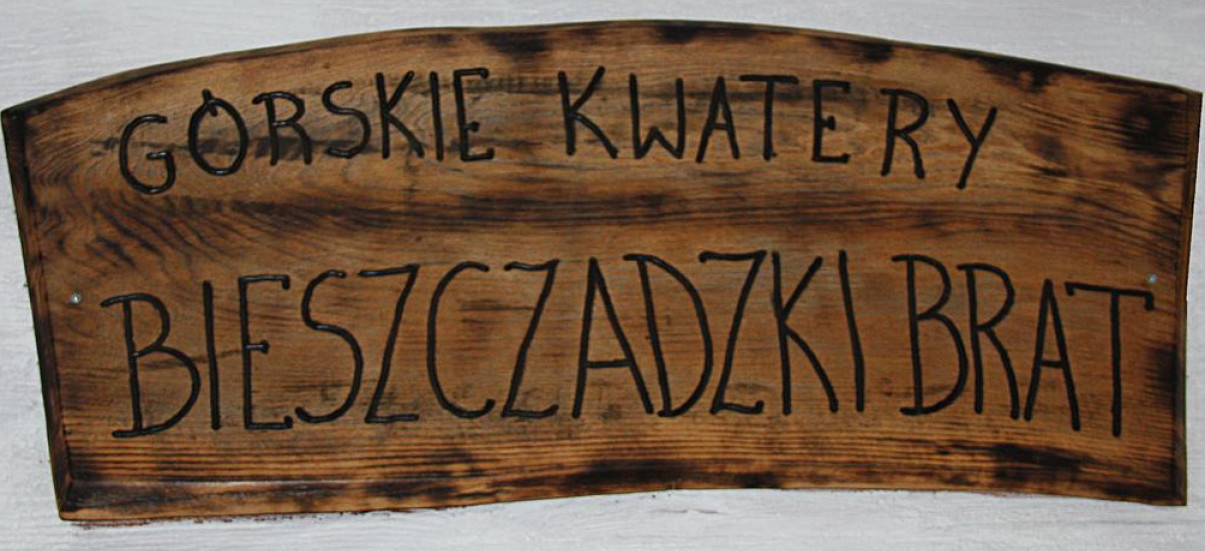 GÓRSKIE KWATERY
BIESZCZADZKI BRAT